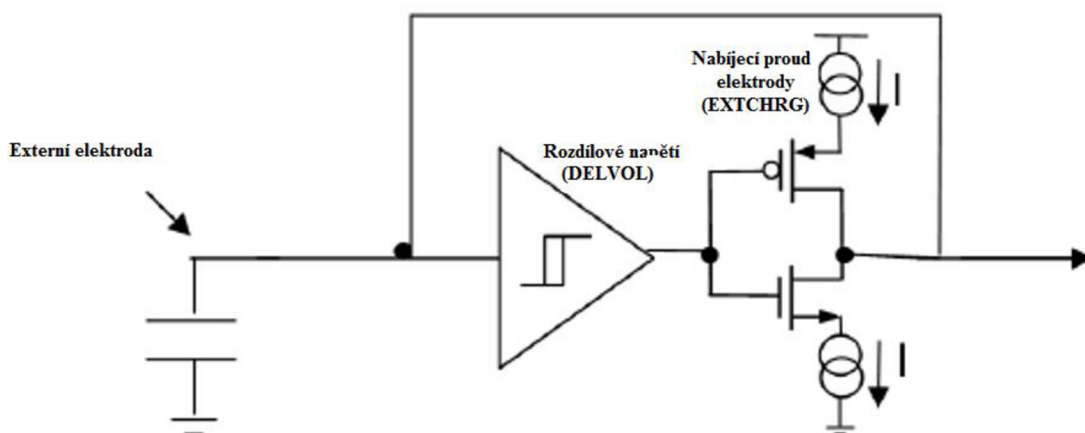 Nabíjecí proud
elektrody
(EXTCHRG)
I
Externí elektroda
Rozdílové napětí
(DELVOL)
I